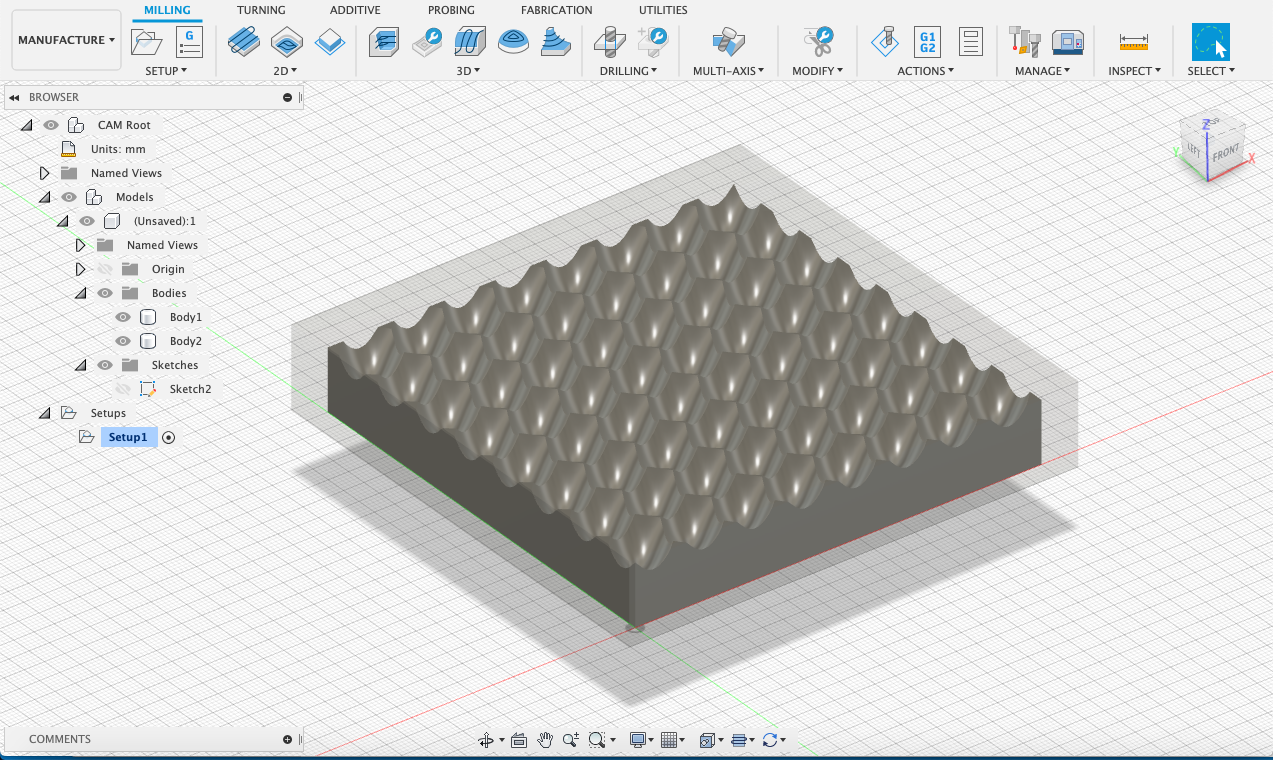 MILLING TURNING ADDITIVE PROBING FABRICATION UTILITIES
MANUFACTURE
G
G1
G2
SETUP 2D 3D DRILLING MULTI-AXIS MODIFY ACTIONS MANAGE INSPECT SELECT
BROWSER
CAM Root
Units: mm
Named Views
Models
(Unsaved):1
Named Views
Origin
Bodies
Body1
Body2
Sketches
Sketch2
Setups
Setup1
Z
Y
X
LEFT
FRONT
COMMENTS